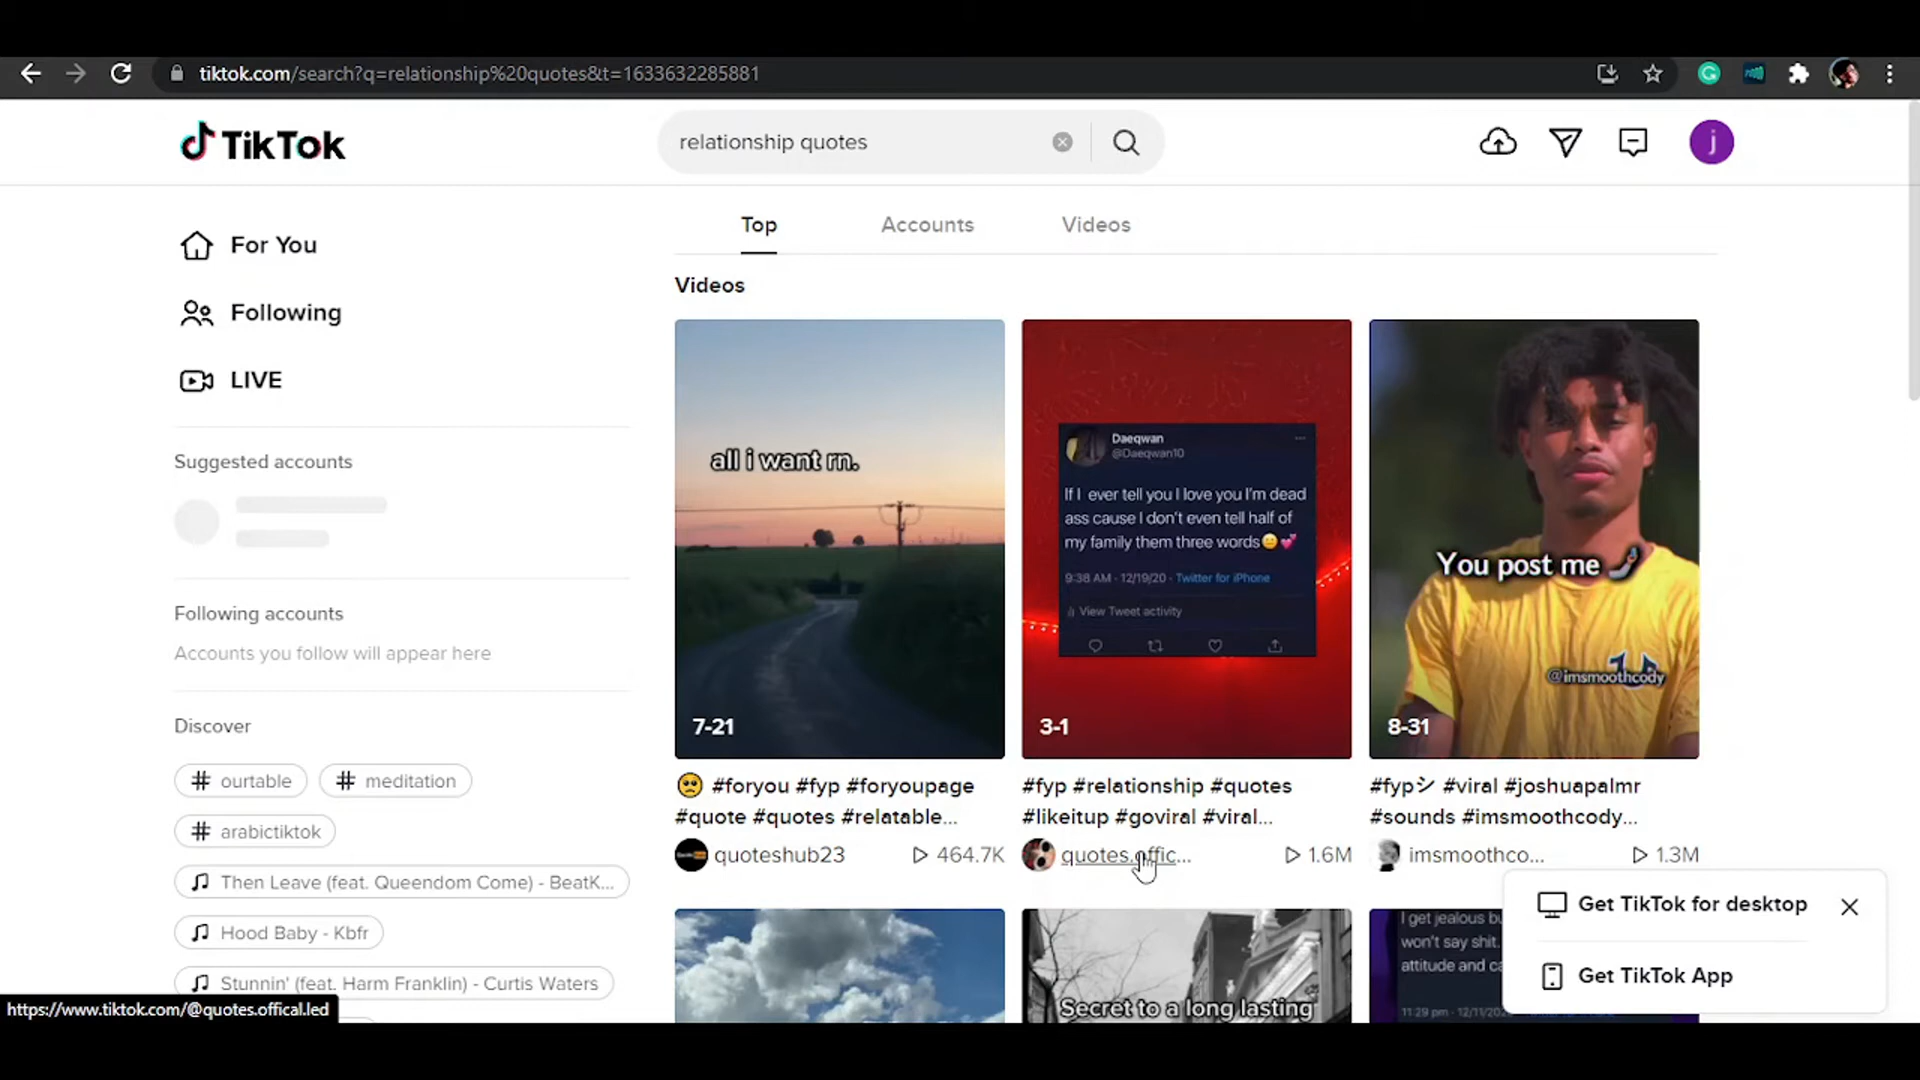 tiktok.com/search?q=relationship%20quotes&t=1633632285881
TikTok
relationship quotes
j
For You
Following
LIVE
Suggested accounts
Following accounts
Accounts you follow will appear here
Discover
# ourtable
# meditation
# arabictiktok
Then Leave (feat. Queendom Come) - BeatK...
Hood Baby - Kbfr
Stunnin' (feat. Harm Franklin) - Curtis Waters
https://www.tiktok.com/@quotes.offical.led
Top
Accounts
Videos
Videos
all i want rn.
7-21
🥺 #foryou #fyp #foryoupage
#quote #quotes #relatable...
quoteshub23
464.7K
Daeqwan
@Daeqwan10
If I ever tell you I love you I'm dead
ass cause I don't even tell half of
my family them three words😐💕
9:38 AM · 12/19/20 · Twitter for iPhone
View Tweet activity
3-1
#fyp #relationship #quotes
#likeitup #goviral #viral...
quotes.offic...
1.6M
You post me 🤳
@imsmoothcody
8-31
#fypシ #viral #joshuapalmr
#sounds #imsmoothcody...
imsmoothco...
1.3M
Secret to a long lasting
I get jealous bu
won't say shit.
attitude and ca
Get TikTok for desktop
Get TikTok App